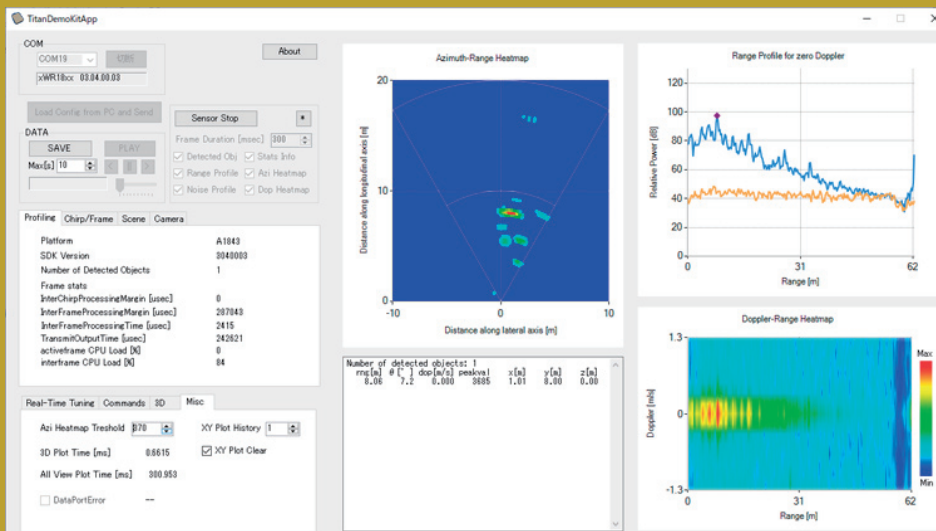 TitanDemoKitApp
COM
COM19
xWR18xx 03.04.00.03
About
Load Config from PC and Send
DATA
SAVE
PLAY
Max[s] 10
Sensor Stop
*
Frame Duration [msec] 300
Detected Obj
Stats Info
Range Profile
Azi Heatmap
Noise Profile
Dop Heatmap
Profiling
Chirp/Frame
Scene
Camera
Platform A1843
SDK Version 3040003
Number of Detected Objects 1
Frame stats
InterChirpProcessingMargin [usec] 0
InterFrameProcessingMargin [usec] 287043
InterFrameProcessingTime [usec] 2415
TransmitOutputTime [usec] 242621
activeframe CPU Load [%] 0
interframe CPU Load [%] 84
Real-Time Tuning
Commands
3D
Misc
Azi Heatmap Treshold 370
XY Plot History 1
3D Plot Time [ms] 0.6615
XY Plot Clear
All View Plot Time [ms] 300.953
DataPortError --
Azimuth-Range Heatmap
Distance along longitudinal axis [m]
20
10
0
-10
0
10
Distance along lateral axis [m]
Number of detected objects: 1
rng[m] θ[°] dop[m/s] peakval x[m] y[m] z[m]
8.06 7.2 0.000 3685 1.01 8.00 0.00
Range Profile for zero Doppler
Relative Power [dB]
120
100
80
60
40
20
0
0
31
62
Range [m]
Doppler-Range Heatmap
Doppler [m/s]
1.3
0
-1.3
0
31
62
Range [m]
Max
Min